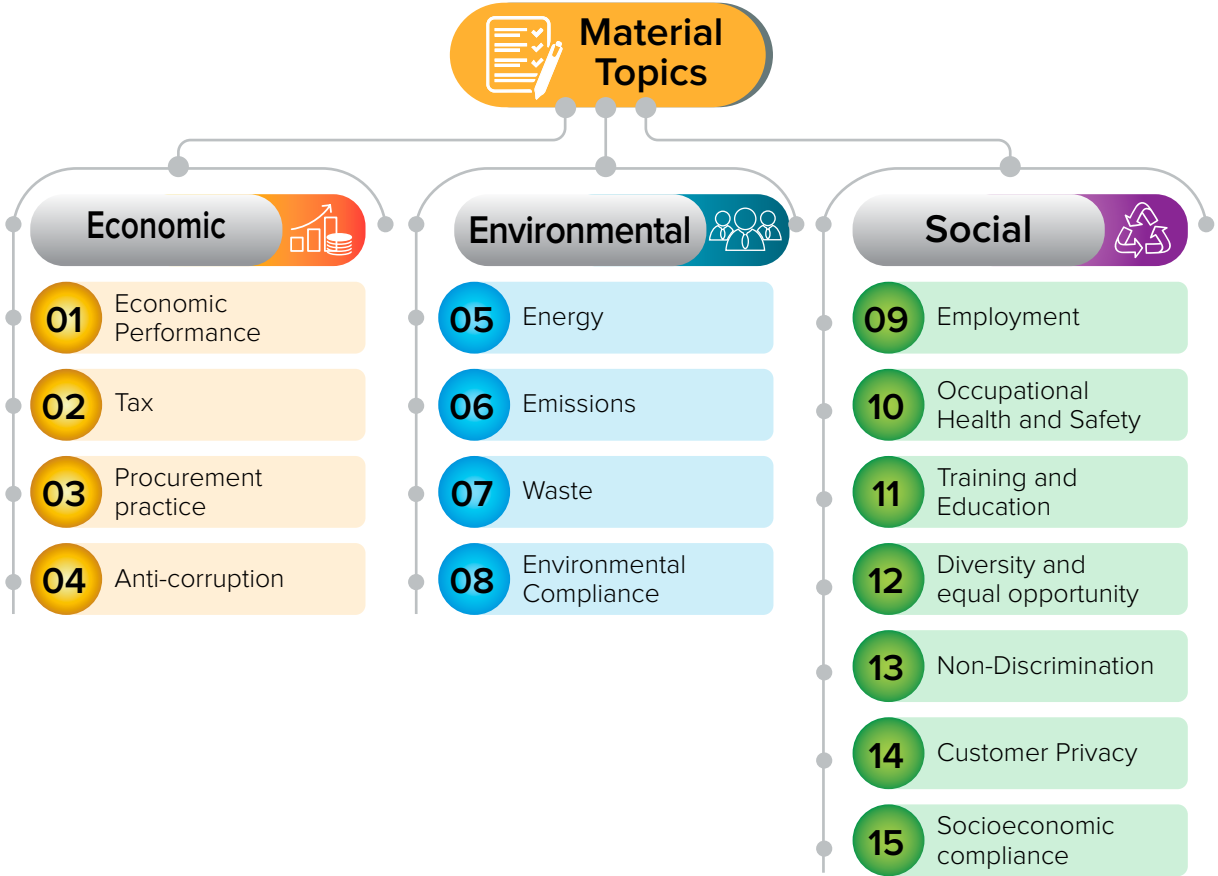 Material
Topics
Economic
01
Economic
Performance
02
Tax
03
Procurement
practice
04
Anti-corruption
Environmental
05
Energy
06
Emissions
07
Waste
08
Environmental
Compliance
Social
09
Employment
10
Occupational
Health and Safety
11
Training and
Education
12
Diversity and
equal opportunity
13
Non-Discrimination
14
Customer Privacy
15
Socioeconomic
compliance